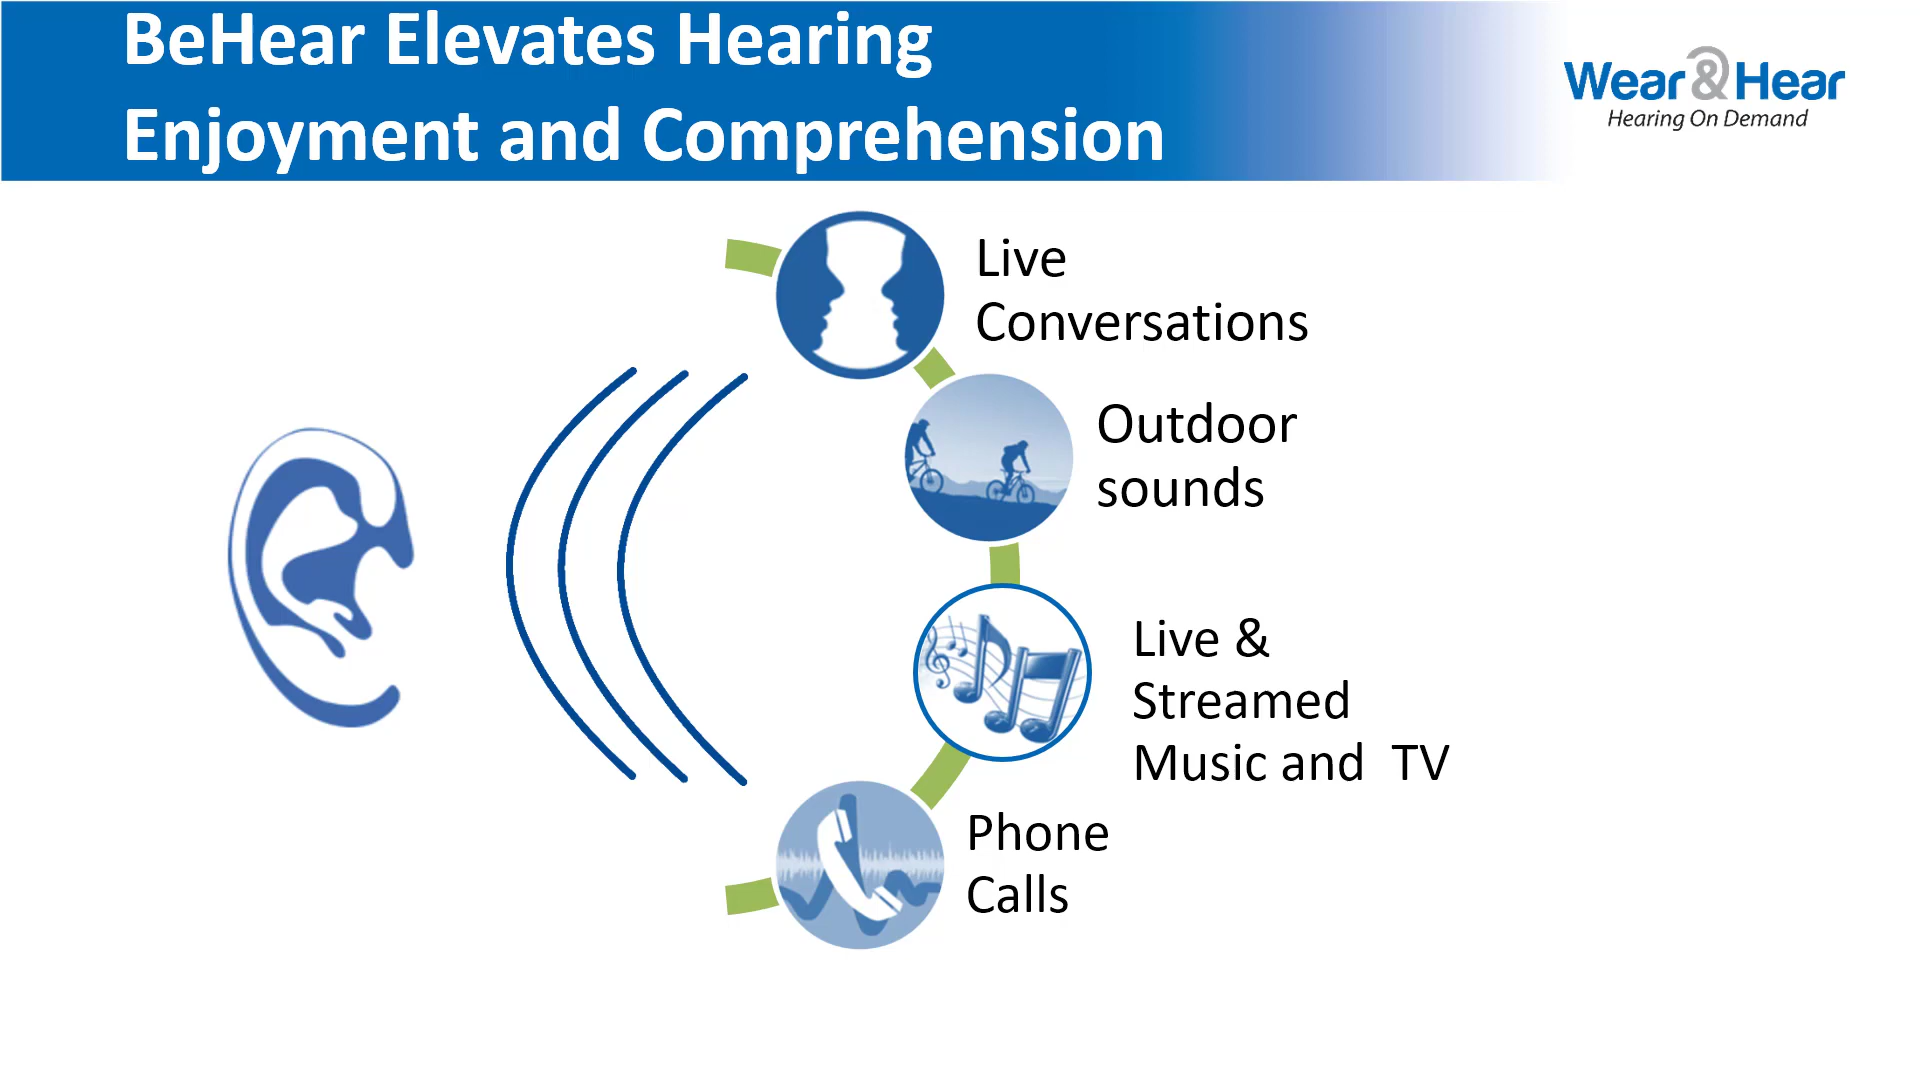 BeHear Elevates Hearing
Enjoyment and Comprehension
Wear&Hear
Hearing On Demand
Live
Conversations
Outdoor
sounds
Live &
Streamed
Music and  TV
Phone
Calls